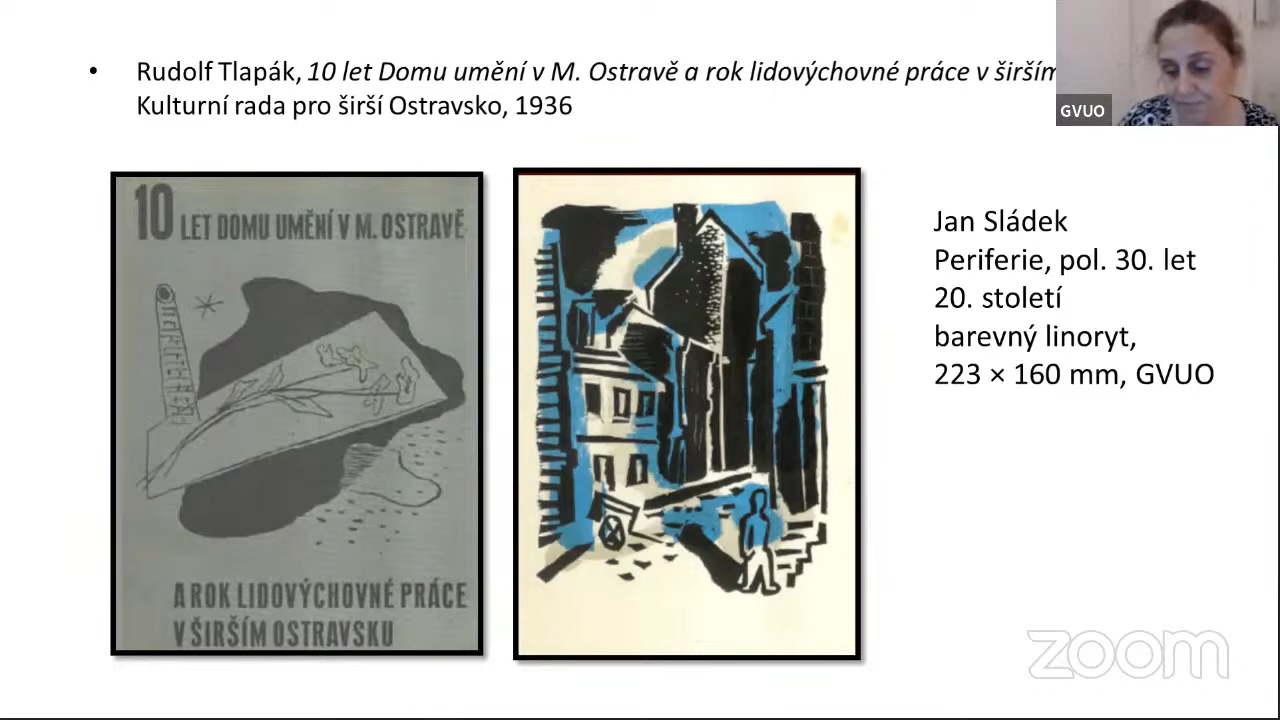 • Rudolf Tlapák, 10 let Domu umění v M. Ostravě a rok lidovýchovné práce v širším
Kulturní rada pro širší Ostravsko, 1936
GVUO
10 LET DOMU UMĚNÍ V M. OSTRAVĚ
A ROK LIDOVÝCHOVNÉ PRÁCE
V ŠIRŠÍM OSTRAVSKU
Jan Sládek
Periferie, pol. 30. let
20. století
barevný linoryt,
223 × 160 mm, GVUO
zoom